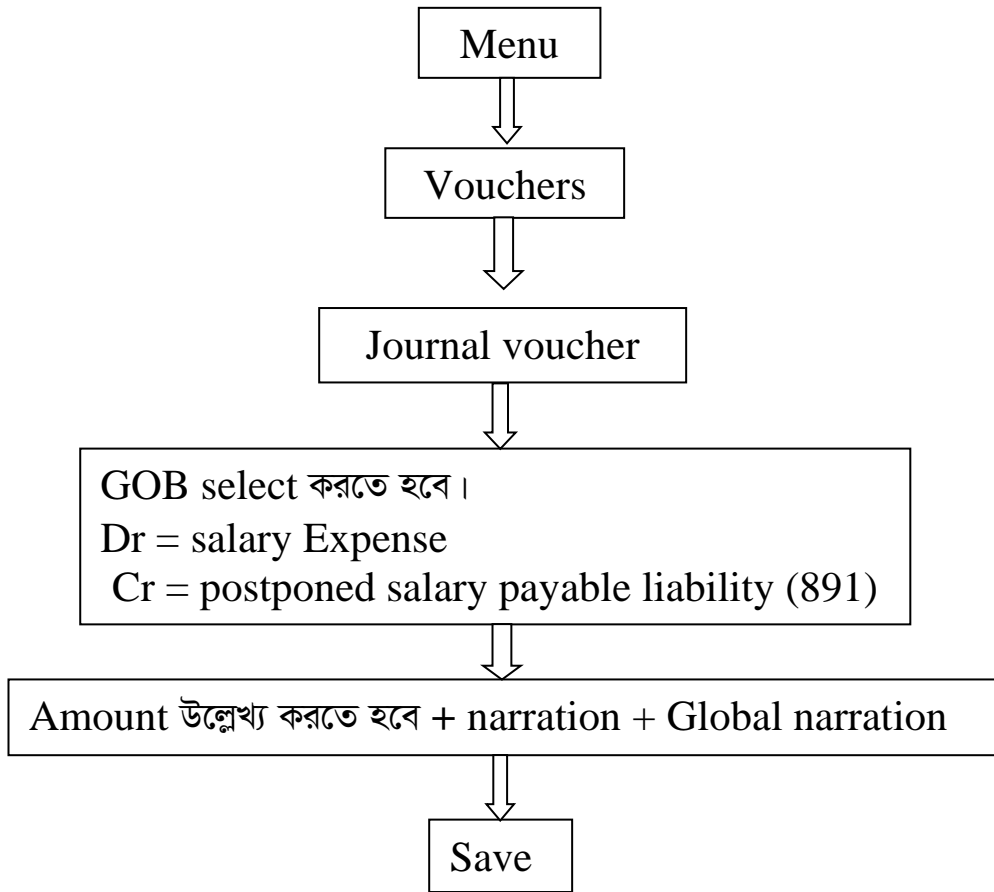 Menu
Vouchers
Journal voucher
GOB select করতে হবে।
Dr = salary Expense
Cr = postponed salary payable liability (891)
Amount উল্লেখ্য করতে হবে + narration + Global narration
Save